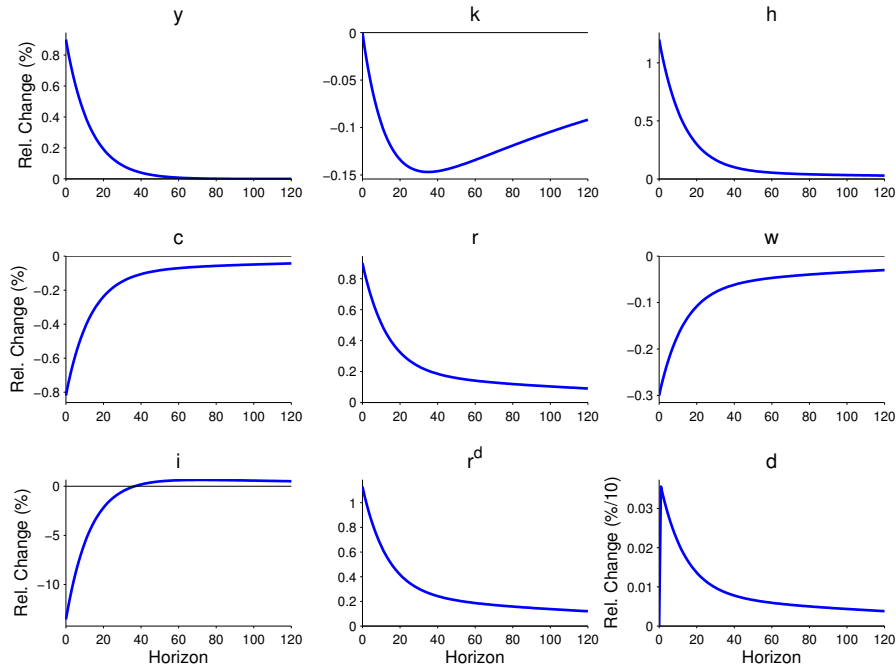 y
k
h
Rel. Change (%)
0.8
0.6
0.4
0.2
0
0 20 40 60 80 100 120
0
−0.05
−0.1
−0.15
0 20 40 60 80 100 120
1
0.5
0
0 20 40 60 80 100 120
c
r
w
Rel. Change (%)
0
−0.2
−0.4
−0.6
−0.8
0 20 40 60 80 100 120
0.8
0.6
0.4
0.2
0
0 20 40 60 80 100 120
0
−0.1
−0.2
−0.3
0 20 40 60 80 100 120
i
r^d
d
Rel. Change (%)
0
−5
−10
0 20 40 60 80 100 120
Horizon
1
0.8
0.6
0.4
0.2
0
0 20 40 60 80 100 120
Horizon
Rel. Change (%/10)
0.03
0.02
0.01
0
0 20 40 60 80 100 120
Horizon